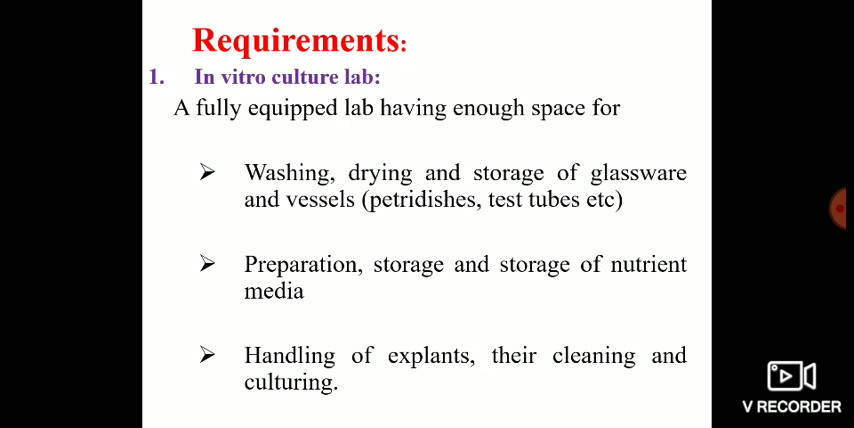 Requirements:
1. In vitro culture lab:
A fully equipped lab having enough space for
➢ Washing, drying and storage of glassware
and vessels (petridishes, test tubes etc)
➢ Preparation, storage and storage of nutrient
media
➢ Handling of explants, their cleaning and
culturing.
V RECORDER